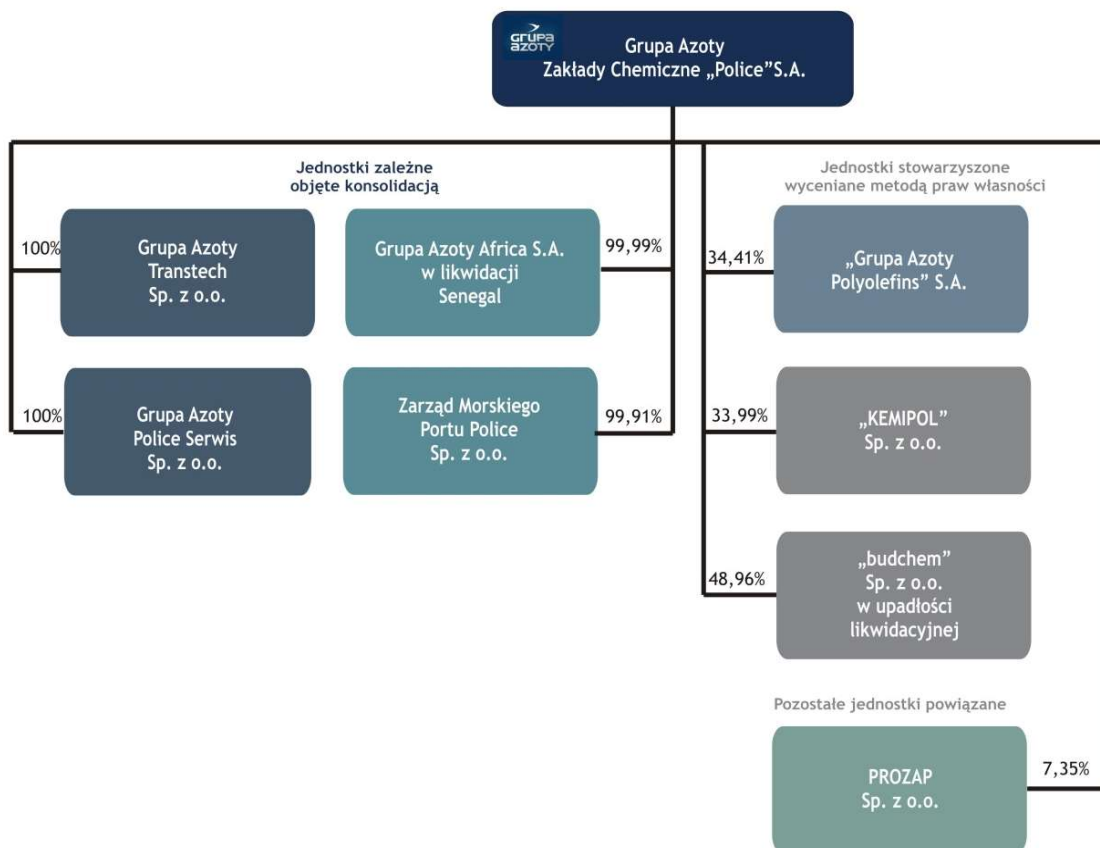 GRUPA
AZOTY
Grupa Azoty
Zakłady Chemiczne „Police”S.A.
Jednostki zależne
objęte konsolidacją
Jednostki stowarzyszone
wyceniane metodą praw własności
100%
Grupa Azoty
Transtech
Sp. z o.o.
Grupa Azoty Africa S.A.
w likwidacji
Senegal
99,99%
34,41%
„Grupa Azoty
Polyolefins” S.A.
100%
Grupa Azoty
Police Serwis
Sp. z o.o.
Zarząd Morskiego
Portu Police
Sp. z o.o.
99,91%
33,99%
„KEMIPOL”
Sp. z o.o.
48,96%
„budchem”
Sp. z o.o.
w upadłości
likwidacyjnej
Pozostałe jednostki powiązane
PROZAP
Sp. z o.o.
7,35%